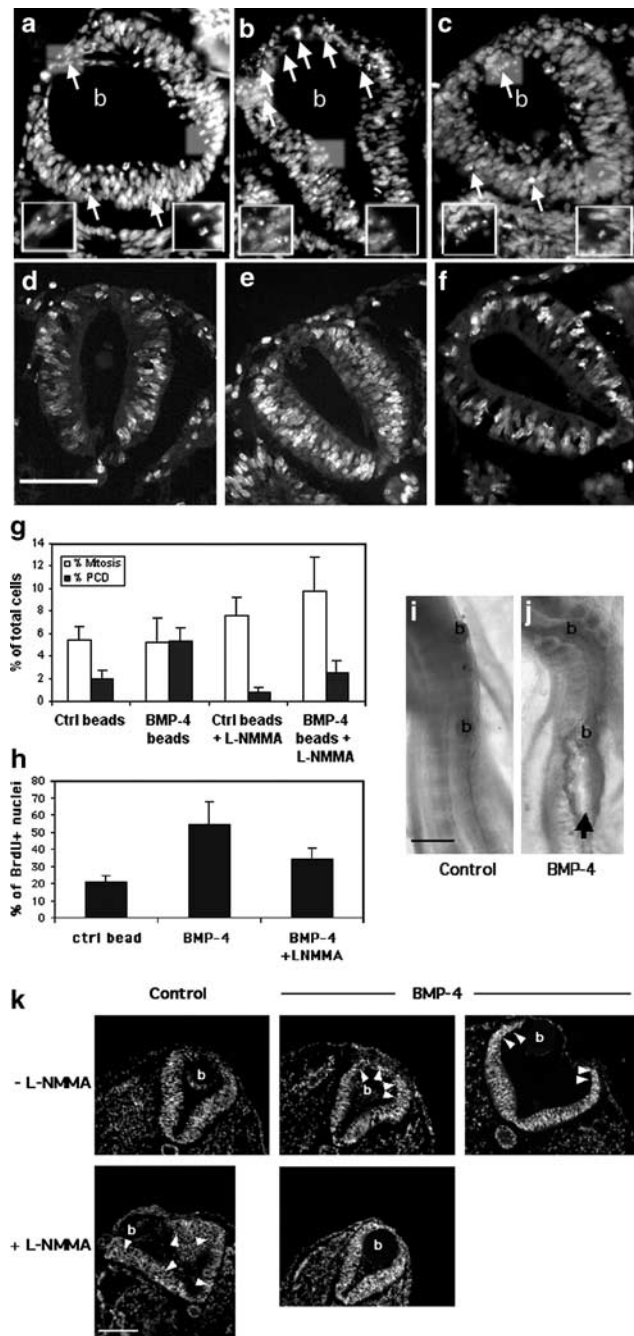 a b c
b b b
d e f
g
14
12
10
8
6
4
2
0
% of total cells
% Mitosis
% PCD
Ctrl beads BMP-4 beads Ctrl beads + L-NMMA BMP-4 beads + L-NMMA
h
80
70
60
50
40
30
20
10
0
% of BrdU+ nuclei
ctrl bead BMP-4 BMP-4 +LNMMA
i j
b b
b b
Control BMP-4
k
Control BMP-4
- L-NMMA
b b b
+ L-NMMA
b b